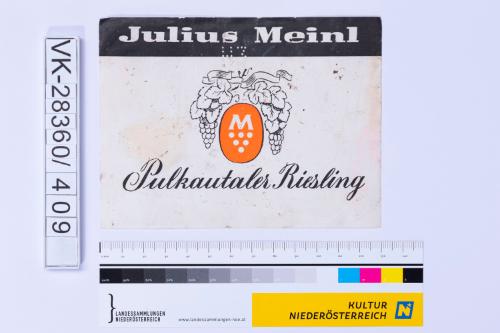 Julius Meinl
M
Pulkautaler Riesling
VK-28360/409
LANDESSAMMLUNGEN
NIEDERÖSTERREICH
www.landessammlungen-noe.at
KULTUR
NIEDERÖSTERREICH
N